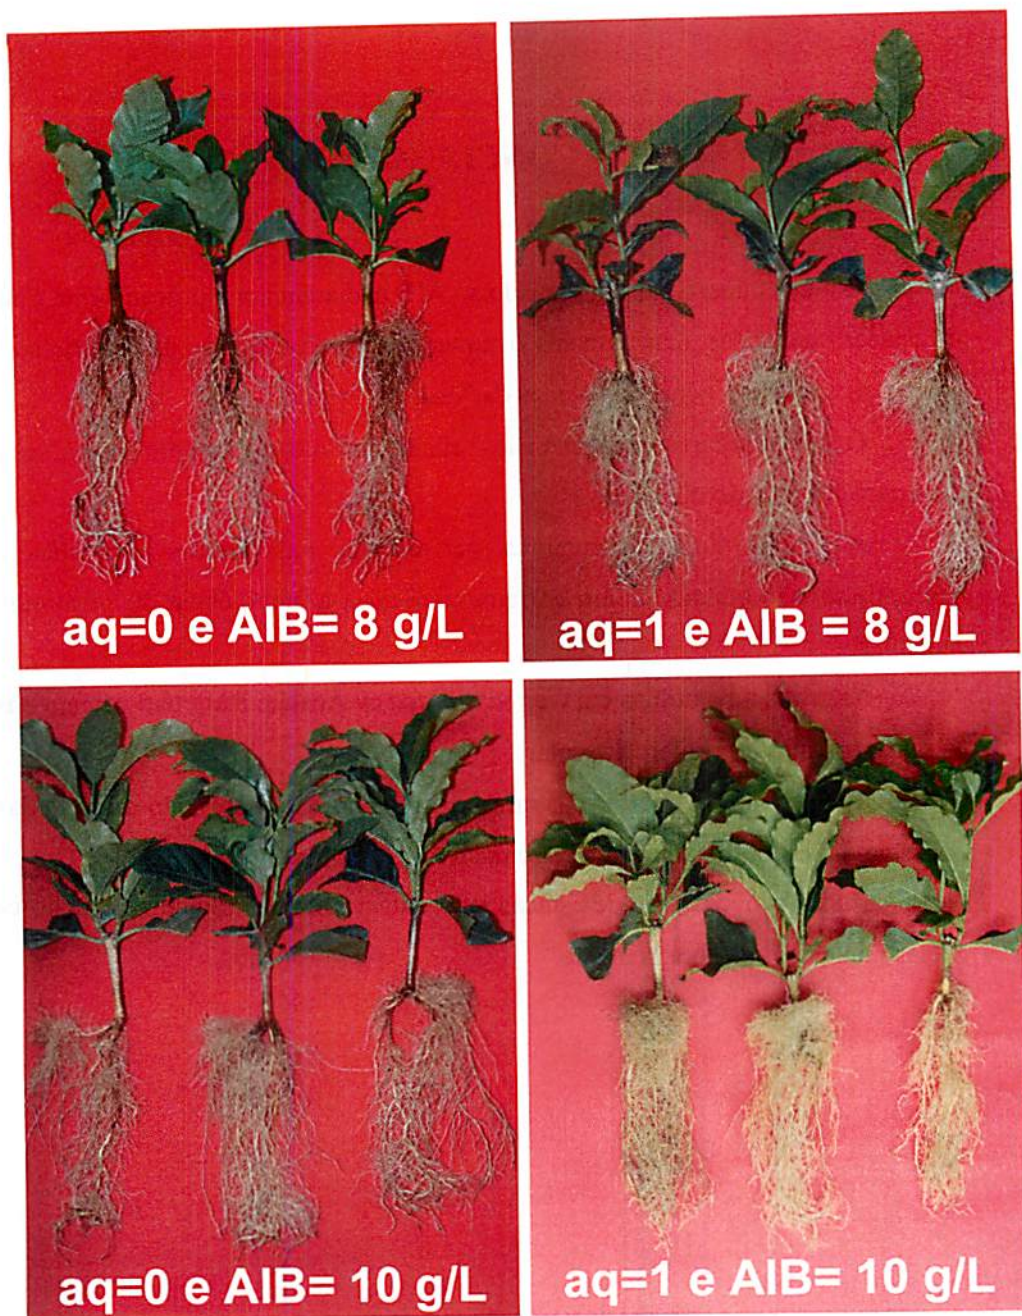 aq=0 e AIB= 8 g/L
aq=1 e AIB = 8 g/L
aq=0 e AIB= 10 g/L
aq=1 e AIB= 10 g/L